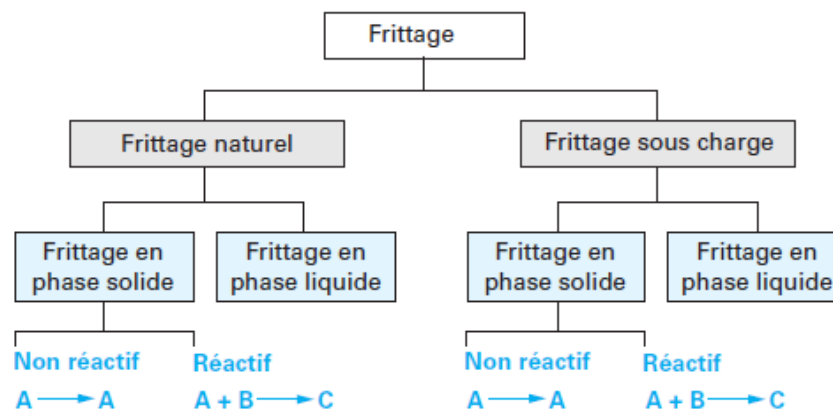 Frittage
Frittage naturel
Frittage sous charge
Frittage en
phase solide
Frittage en
phase liquide
Frittage en
phase solide
Frittage en
phase liquide
Non réactif
Réactif
Non réactif
Réactif
A ⟶ A
A + B ⟶ C
A ⟶ A
A + B ⟶ C